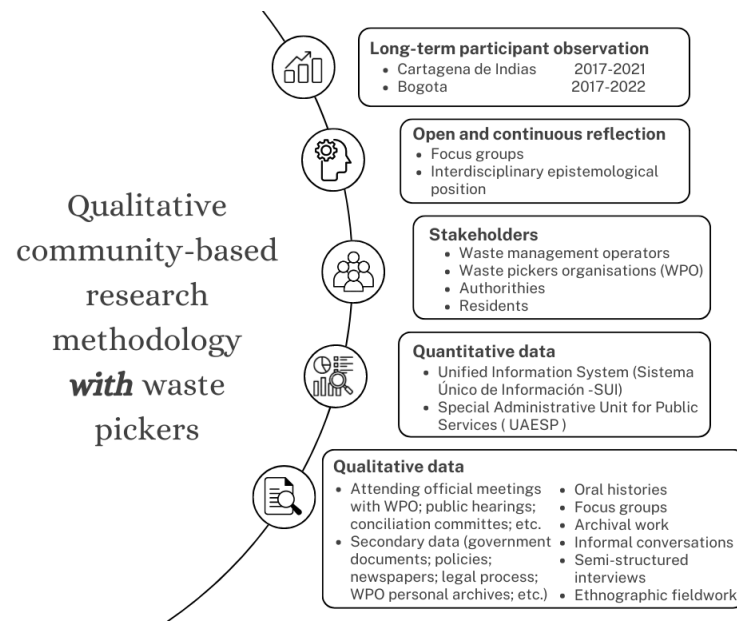 Qualitative
community-based
research
methodology
with waste
pickers
Long-term participant observation
• Cartagena de Indias 2017-2021
• Bogota 2017-2022
Open and continuous reflection
• Focus groups
• Interdisciplinary epistemological
position
Stakeholders
• Waste management operators
• Waste pickers organisations (WPO)
• Authorithies
• Residents
Quantitative data
• Unified Information System (Sistema
Único de Información -SUI)
• Special Administrative Unit for Public
Services ( UAESP )
Qualitative data
• Attending official meetings
with WPO; public hearings;
conciliation committes; etc.
• Secondary data (government
documents; policies;
newspapers; legal process;
WPO personal archives; etc.)
• Oral histories
• Focus groups
• Archival work
• Informal conversations
• Semi-structured
interviews
• Ethnographic fieldwork